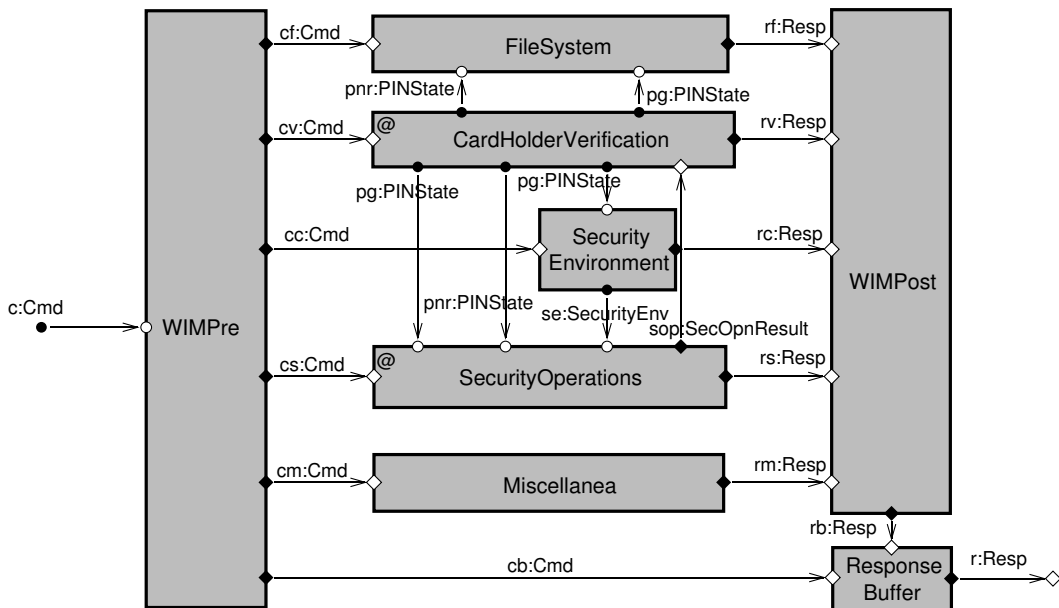 cf:Cmd
FileSystem
rf:Resp
pnr:PINState
pg:PINState
cv:Cmd
@
CardHolderVerification
rv:Resp
pg:PINState
pg:PINState
cc:Cmd
Security
Environment
rc:Resp
WIMPost
c:Cmd
WIMPre
pnr:PINState
se:SecurityEnv
sop:SecOpnResult
cs:Cmd
@
SecurityOperations
rs:Resp
cm:Cmd
Miscellanea
rm:Resp
rb:Resp
cb:Cmd
Response
Buffer
r:Resp